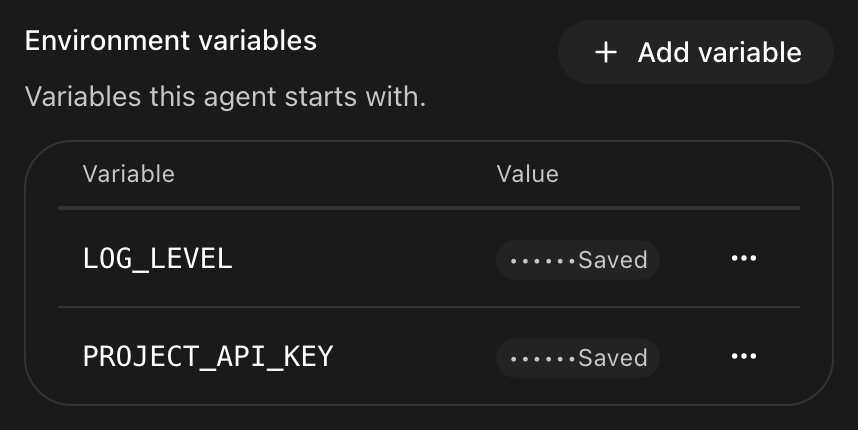 Environment variables
+ Add variable
Variables this agent starts with.
Variable Value
LOG_LEVEL ••••••Saved •••
PROJECT_API_KEY ••••••Saved •••